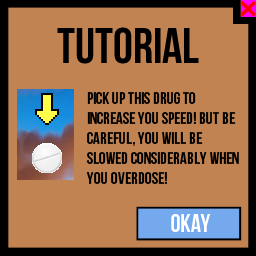 TUTORIAL
PICK UP THIS DRUG TO
INCREASE YOU SPEED! BUT BE
CAREFUL, YOU WILL BE
SLOWED CONSIDERABLY WHEN
YOU OVERDOSE!
OKAY